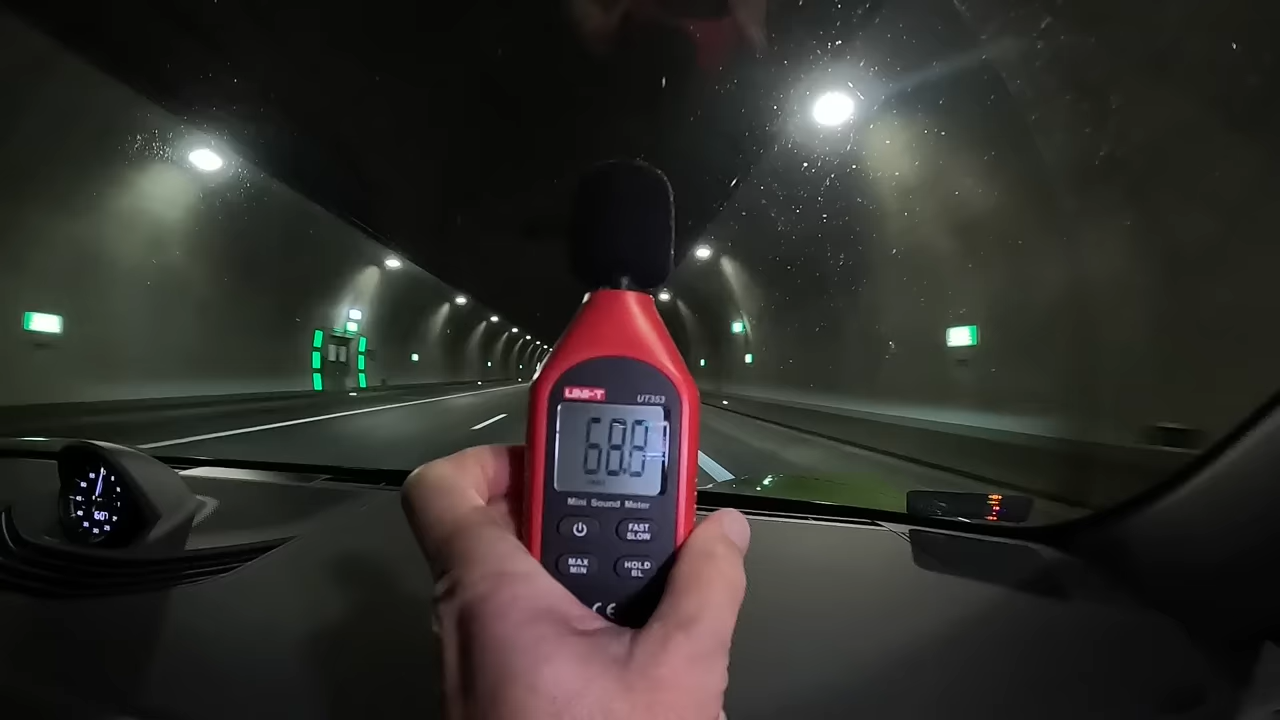 UNI-T
UT353
68.8
Mini Sound Meter
FAST
SLOW
MAX
MIN
HOLD
BL
CE